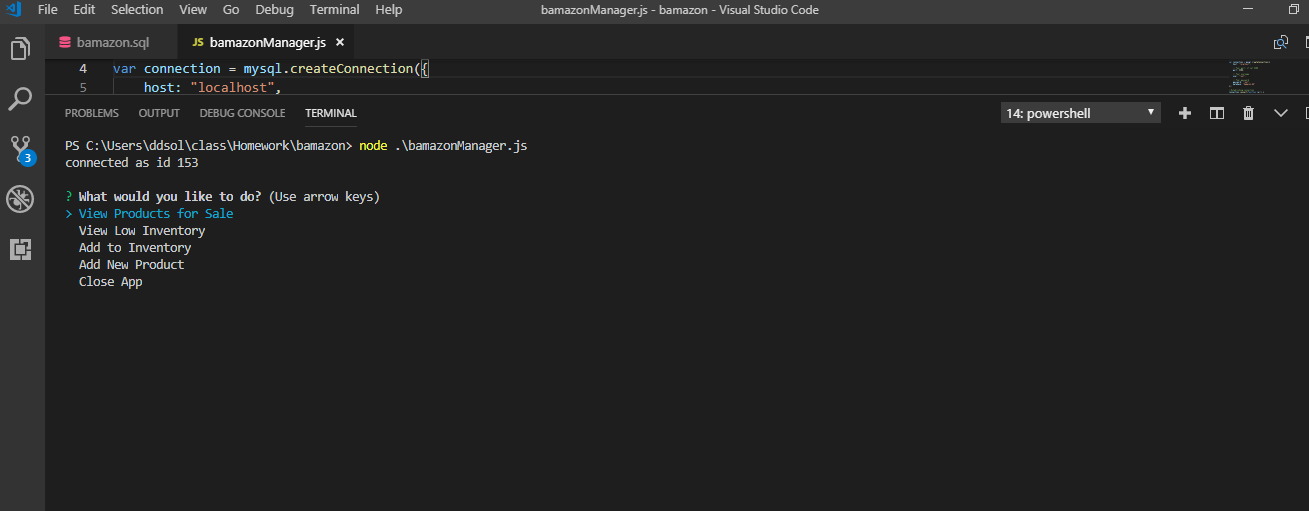 File Edit Selection View Go Debug Terminal Help bamazonManager.js - bamazon - Visual Studio Code
bamazon.sql JS bamazonManager.js ×
4 var connection = mysql.createConnection({
5 host: "localhost",
3
PROBLEMS OUTPUT DEBUG CONSOLE TERMINAL 14: powershell
PS C:\Users\ddsol\class\Homework\bamazon> node .\bamazonManager.js
connected as id 153
? What would you like to do? (Use arrow keys)
> View Products for Sale
View Low Inventory
Add to Inventory
Add New Product
Close App